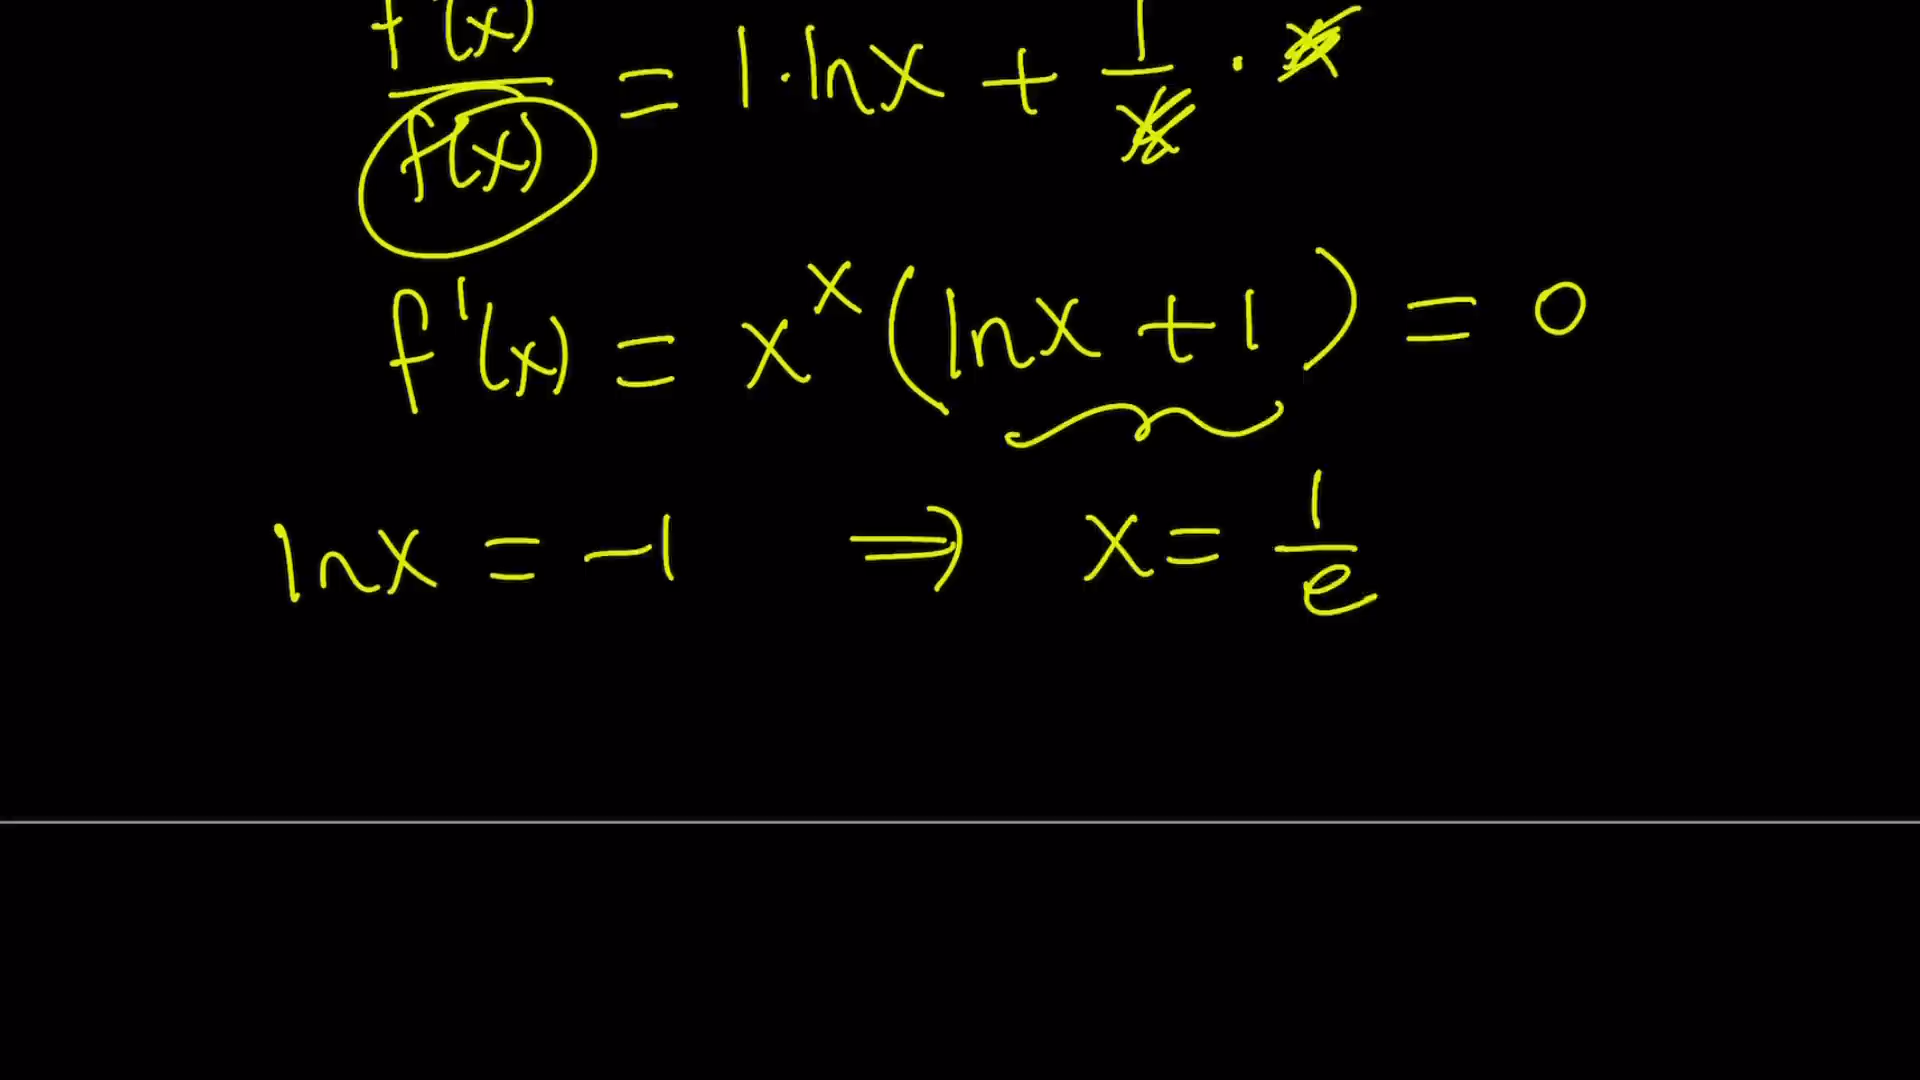 f'(x)/f(x) = 1·lnx + 1/x · x
f'(x) = x^x (lnx + 1) = 0
lnx = -1 ⇒ x = 1/e